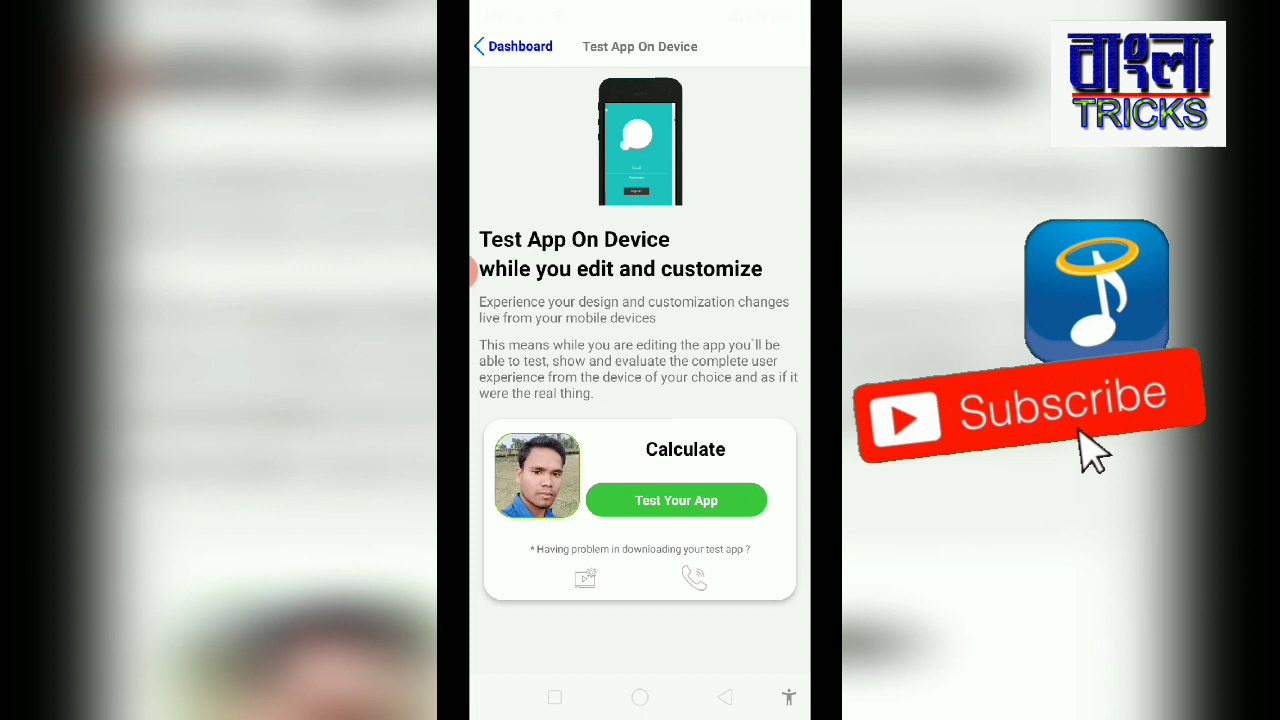 Dashboard
Test App On Device
বাংলা
TRICKS
Test App On Device
while you edit and customize
Experience your design and customization changes
live from your mobile devices
This means while you are editing the app you`ll be
able to test, show and evaluate the complete user
experience from the device of your choice and as if it
were the real thing.
Subscribe
Calculate
Test Your App
* Having problem in downloading your test app ?